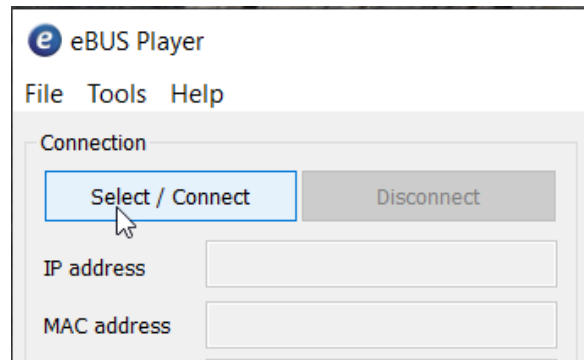 e eBUS Player
File Tools Help
Connection
Select / Connect Disconnect
IP address
MAC address